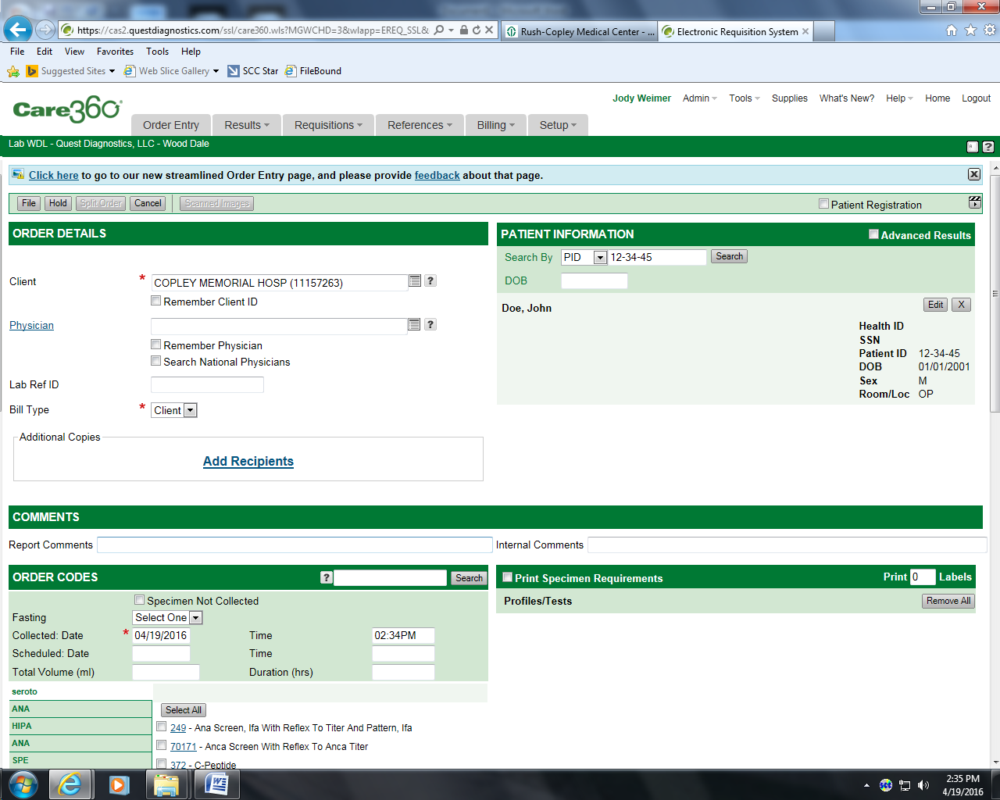 https://cas2.questdiagnostics.com/ssl/care360.wls?MGWCHD=3&wlapp=EREQ_SSL&
Rush-Copley Medical Center - ...
Electronic Requisition System
File Edit View Favorites Tools Help
Suggested Sites Web Slice Gallery SCC Star FileBound
Care360
Jody Weimer Admin Tools Supplies What's New? Help Home Logout
Order Entry Results Requisitions References Billing Setup
Lab WDL - Quest Diagnostics, LLC - Wood Dale
?
Click here to go to our new streamlined Order Entry page, and please provide feedback about that page.
File Hold Split Order Cancel Scanned Images Patient Registration
ORDER DETAILS
PATIENT INFORMATION Advanced Results
Search By PID 12-34-45 Search
DOB
Client * COPLEY MEMORIAL HOSP (11157263) ?
Remember Client ID
Doe, John Edit X
Physician ?
Remember Physician
Search National Physicians
Health ID
SSN
Patient ID 12-34-45
DOB 01/01/2001
Sex M
Room/Loc OP
Lab Ref ID
Bill Type * Client
Additional Copies
Add Recipients
COMMENTS
Report Comments Internal Comments
ORDER CODES ? Search
Print Specimen Requirements Print 0 Labels
Profiles/Tests Remove All
Specimen Not Collected
Fasting Select One
Collected: Date * 04/19/2016 Time 02:34PM
Scheduled: Date Time
Total Volume (ml) Duration (hrs)
seroto
ANA
HIPA
ANA
SPE
Select All
249 - Ana Screen, Ifa With Reflex To Titer And Pattern, Ifa
70171 - Anca Screen With Reflex To Anca Titer
372 - C-Peptide
SCC
2:35 PM
4/19/2016